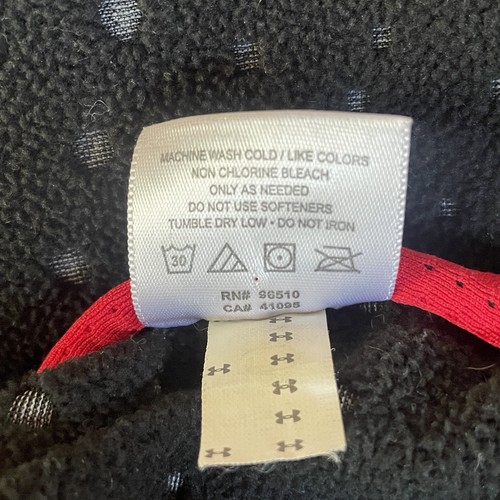 MACHINE WASH COLD / LIKE COLORS
NON CHLORINE BLEACH
ONLY AS NEEDED
DO NOT USE SOFTENERS
TUMBLE DRY LOW • DO NOT IRON
30
RN# 96510
CA# 41095